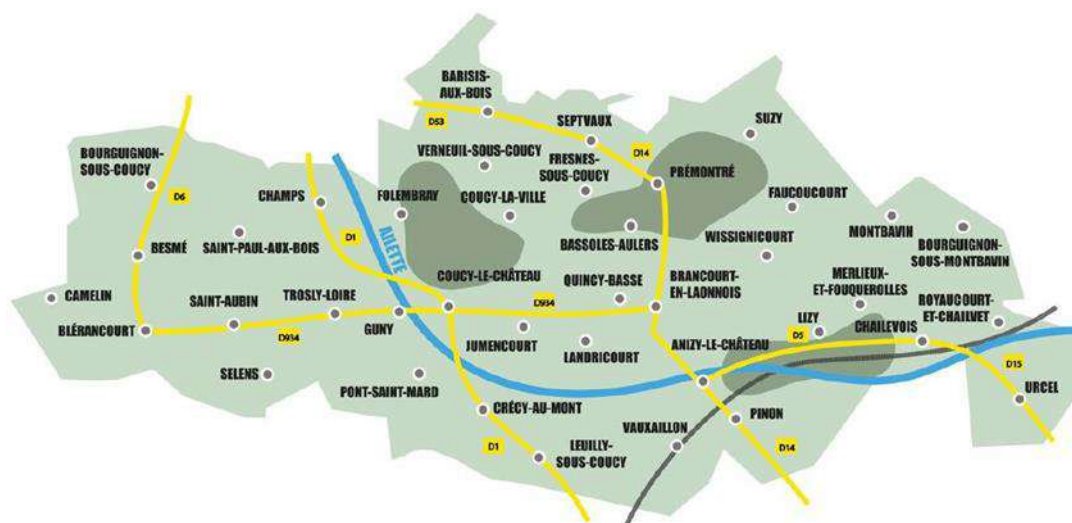 BARISIS-
AUX-BOIS
D53
SEPTVAUX
SUZY
BOURGUIGNON-
SOUS-COUCY
VERNEUIL-SOUS-COUCY
FRESNES-
SOUS-COUCY
D14
PRÉMONTRÉ
D6
CHAMPS
FOLEMBRAY
COUCY-LA-VILLE
FAUCOUCOURT
BESMÉ
SAINT-PAUL-AUX-BOIS
D1
AILETTE
BASSOLES-AULERS
WISSIGNICOURT
MONTBAVIN
BOURGUIGNON-
SOUS-MONTBAVIN
CAMELIN
SAINT-AUBIN
TROSLY-LOIRE
COUCY-LE-CHÂTEAU
QUINCY-BASSE
BRANCOURT-
EN-LAONNOIS
MERLIEUX-
ET-FOUQUEROLLES
ROYAUCOURT-
ET-CHAILVET
BLÉRANCOURT
D934
GUNY
D934
JUMENCOURT
LANDRICOURT
ANIZY-LE-CHÂTEAU
LIZY
D5
CHAILEVOIS
SELENS
PONT-SAINT-MARD
D15
URCEL
CRÉCY-AU-MONT
PINON
VAUXAILLON
D1
LEUILLY-
SOUS-COUCY
D14